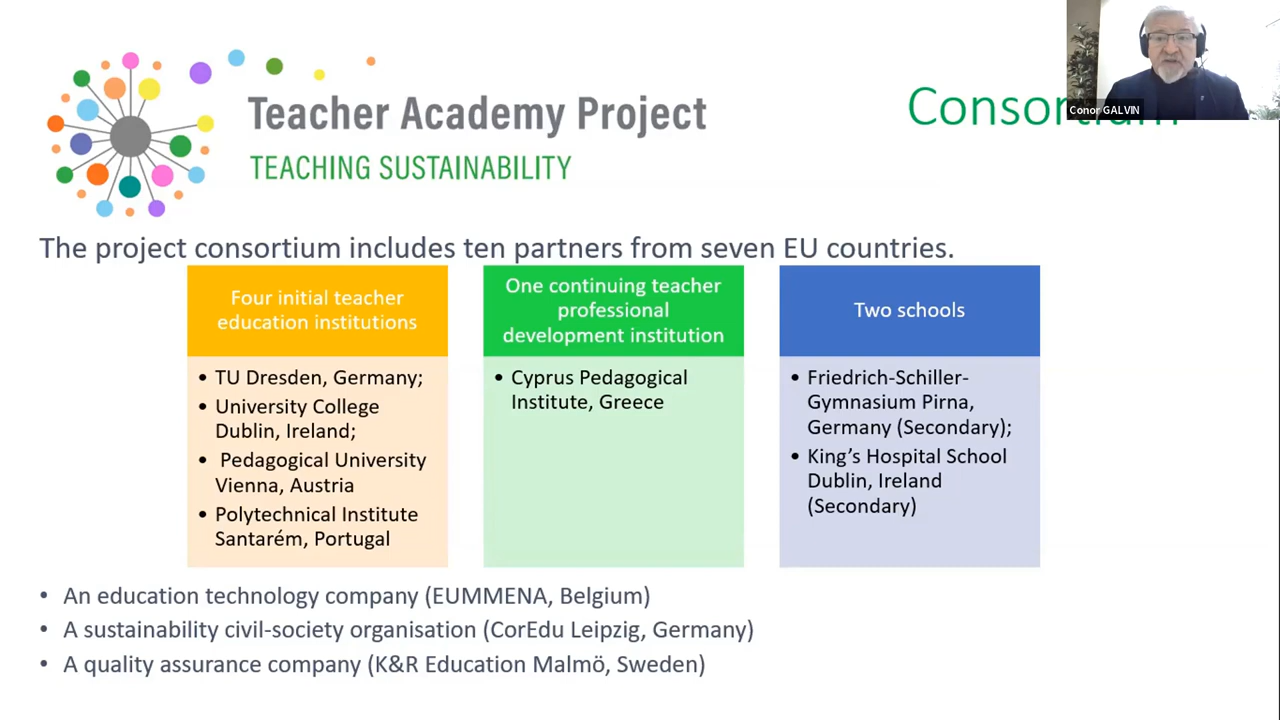 Teacher Academy Project
TEACHING SUSTAINABILITY
Consortium
Conor GALVIN
The project consortium includes ten partners from seven EU countries.
Four initial teacher
education institutions
• TU Dresden, Germany;
• University College
Dublin, Ireland;
• Pedagogical University
Vienna, Austria
• Polytechnical Institute
Santarém, Portugal
One continuing teacher
professional
development institution
• Cyprus Pedagogical
Institute, Greece
Two schools
• Friedrich-Schiller-
Gymnasium Pirna,
Germany (Secondary);
• King’s Hospital School
Dublin, Ireland
(Secondary)
• An education technology company (EUMMENA, Belgium)
• A sustainability civil-society organisation (CorEdu Leipzig, Germany)
• A quality assurance company (K&R Education Malmö, Sweden)